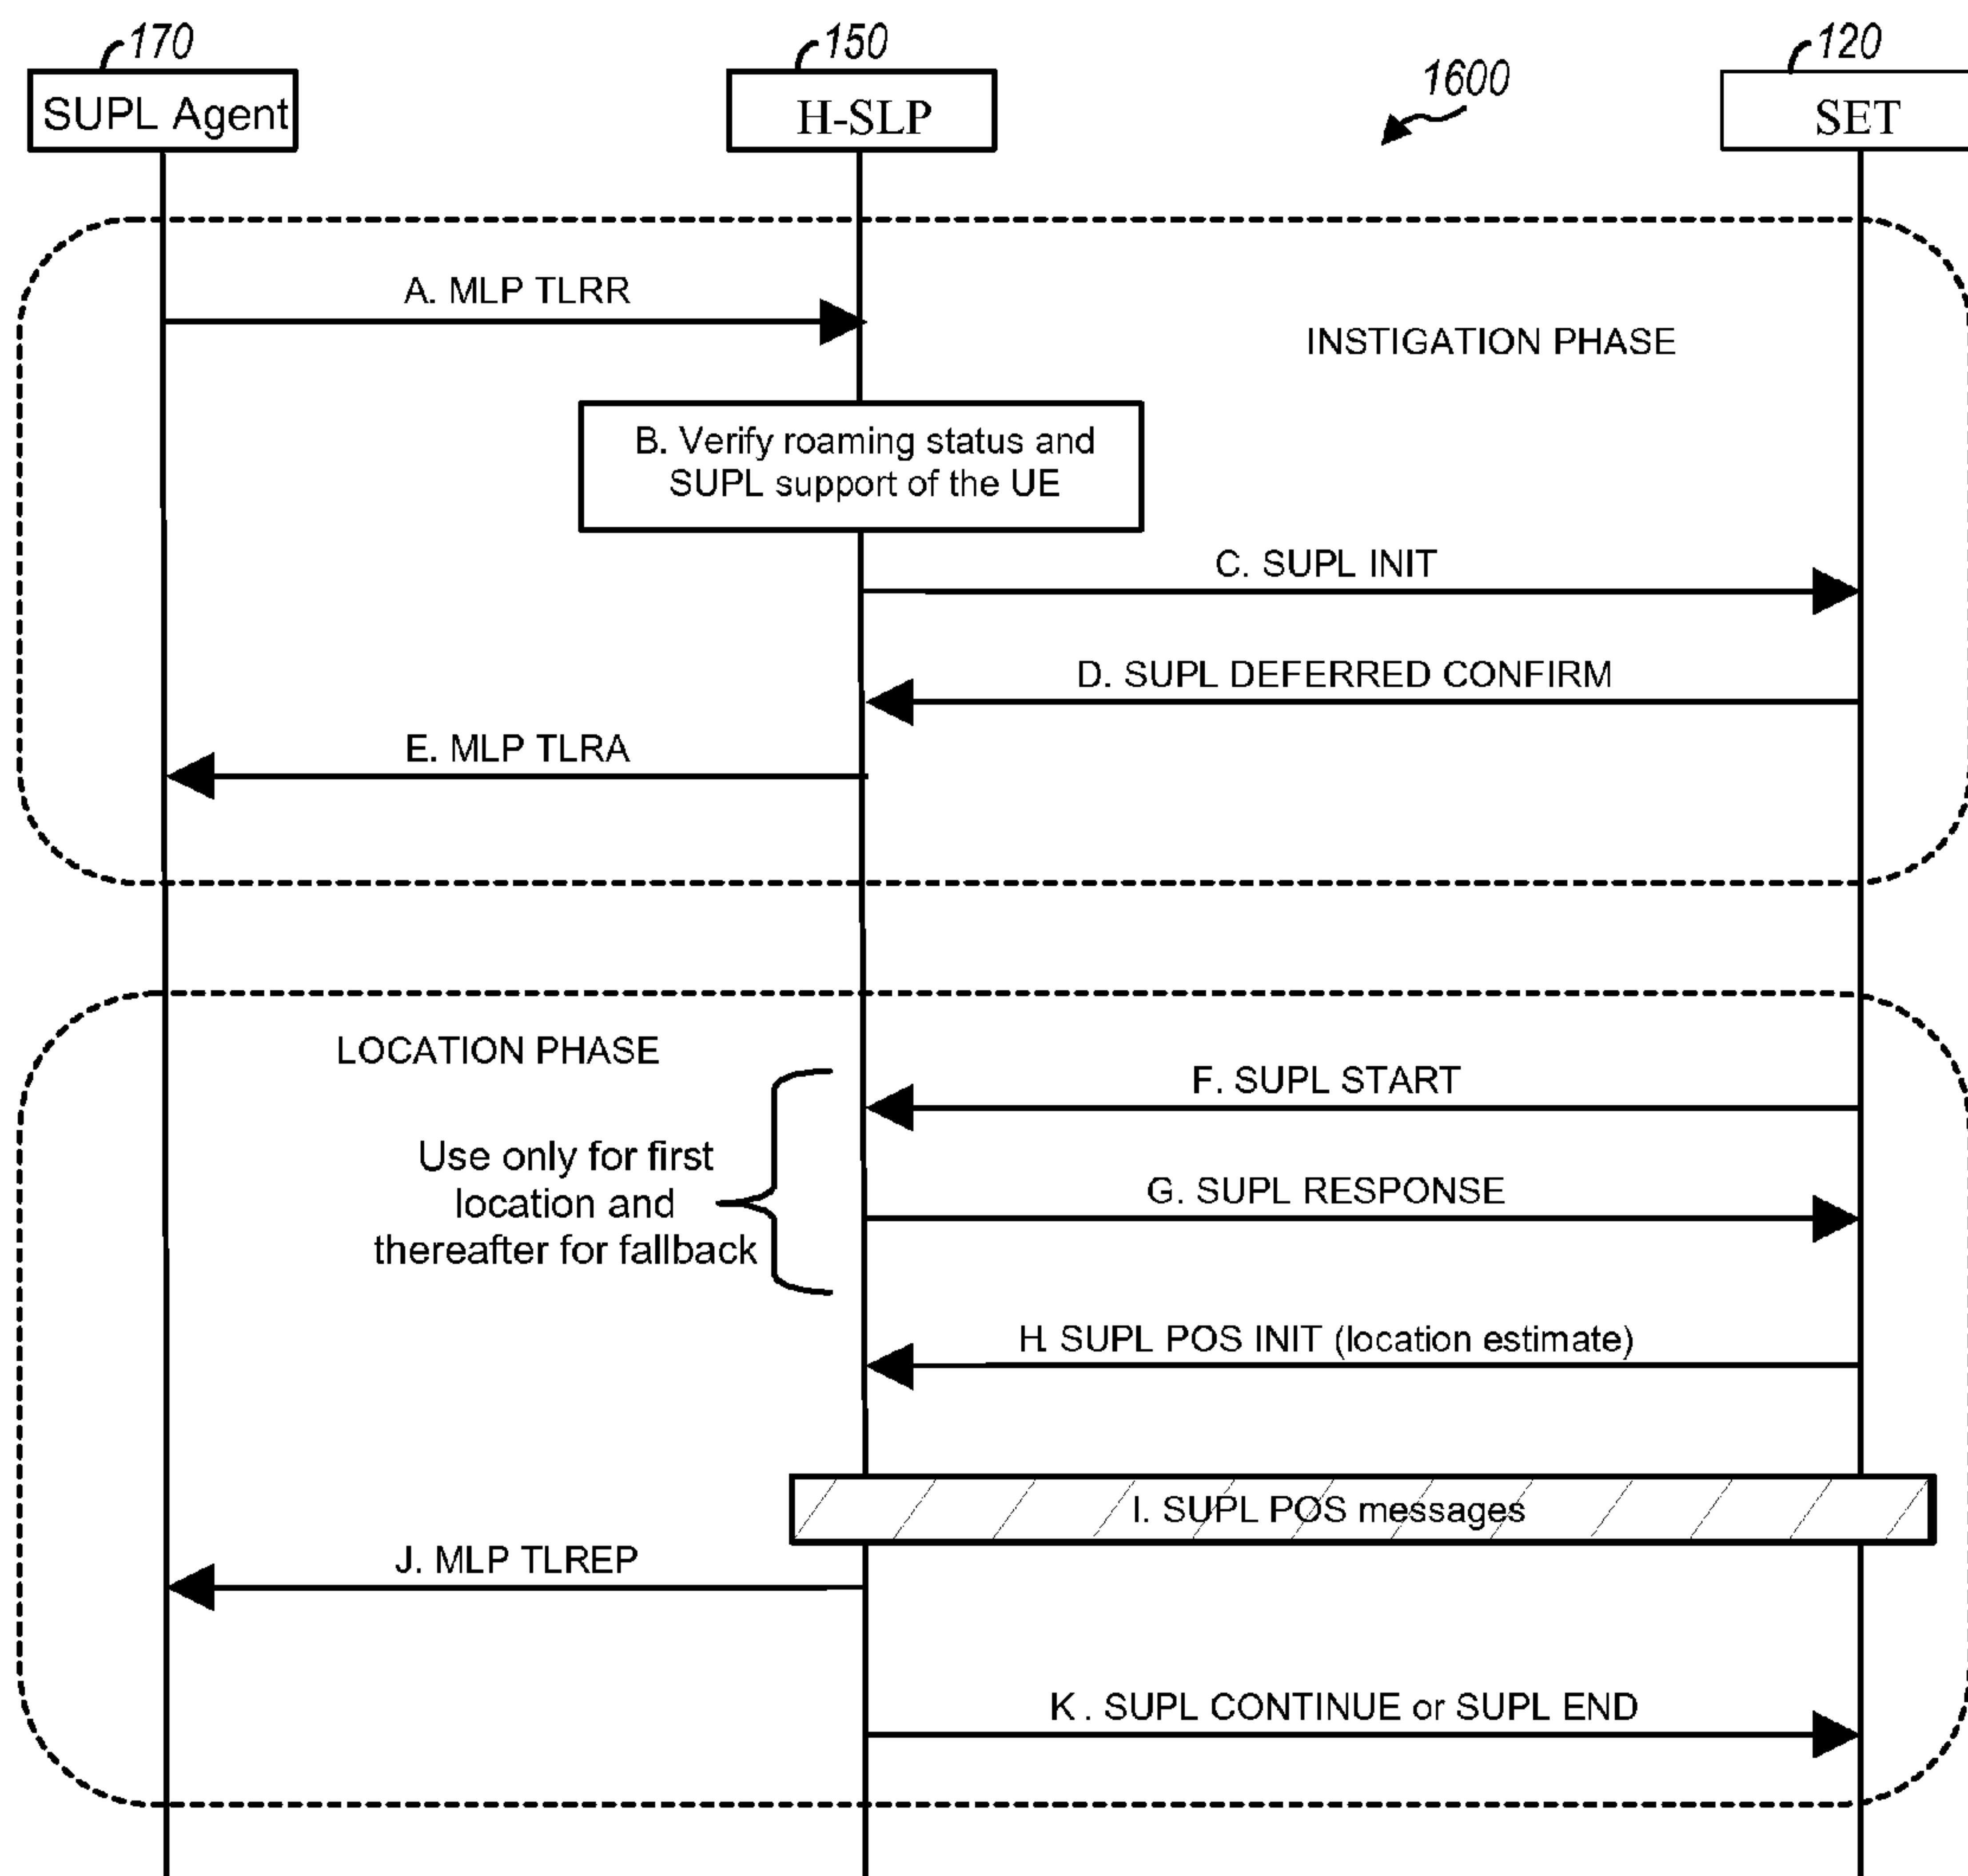 170
150
120
1600
SUPL Agent
H-SLP
SET
A. MLP TLRR
INSTIGATION PHASE
B. Verify roaming status and
SUPL support of the UE
C. SUPL INIT
D. SUPL DEFERRED CONFIRM
E. MLP TLRA
LOCATION PHASE
F. SUPL START
Use only for first
location and
thereafter for fallback
G. SUPL RESPONSE
H. SUPL POS INIT (location estimate)
I. SUPL POS messages
J. MLP TLREP
K . SUPL CONTINUE or SUPL END